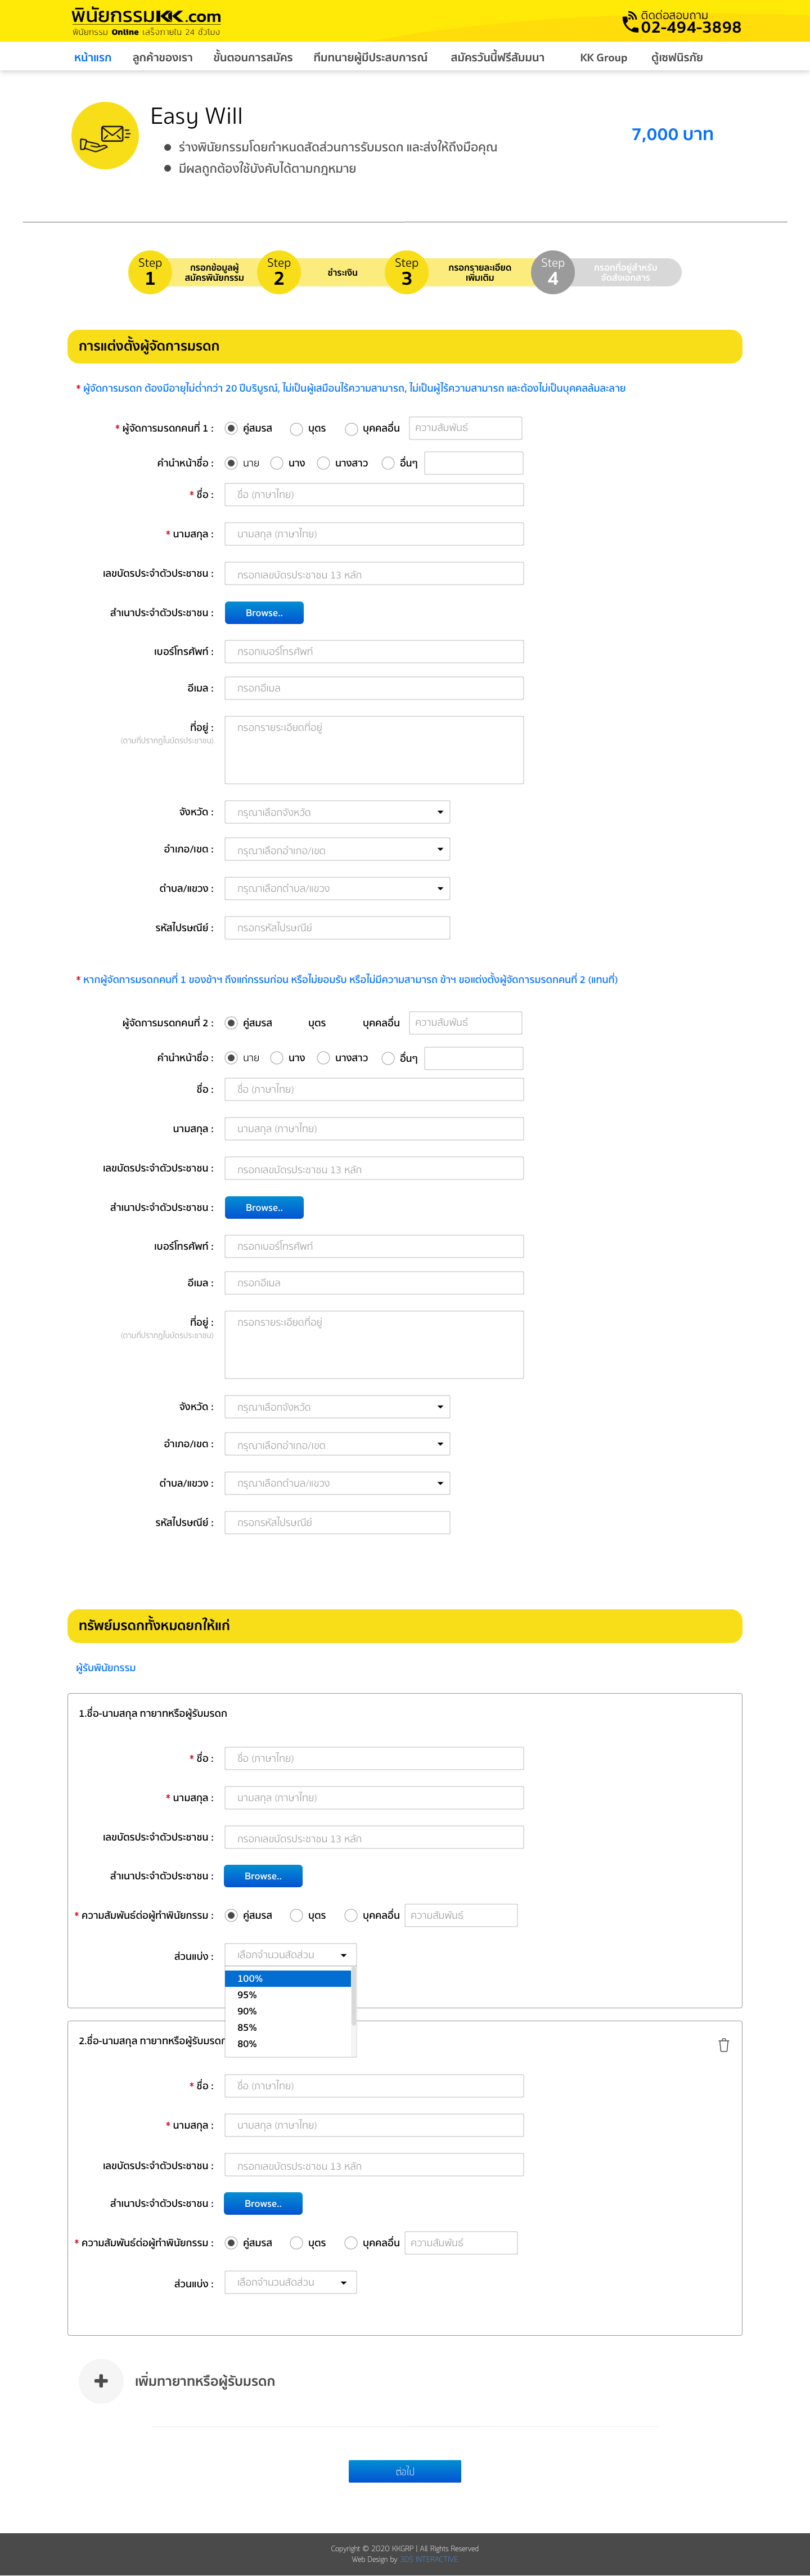 พินัยกรรมKK.com
พินัยกรรม Online เสร็จภายใน 24 ชั่วโมง
ติดต่อสอบถาม
02-494-3898
หน้าแรก ลูกค้าของเรา ขั้นตอนการสมัคร ทีมทนายผู้มีประสบการณ์ สมัครวันนี้ฟรีสัมมนา KK Group ตู้เซฟนิรภัย
Easy Will
ร่างพินัยกรรมโดยกำหนดสัดส่วนการรับมรดก และส่งให้ถึงมือคุณ
มีผลถูกต้องใช้บังคับได้ตามกฎหมาย
7,000 บาท
Step 1 กรอกข้อมูลผู้สมัครพินัยกรรม
Step 2 ชำระเงิน
Step 3 กรอกรายละเอียดเพิ่มเติม
Step 4 กรอกที่อยู่สำหรับจัดส่งเอกสาร
การแต่งตั้งผู้จัดการมรดก
* ผู้จัดการมรดก ต้องมีอายุไม่ต่ำกว่า 20 ปีบริบูรณ์, ไม่เป็นผู้เสมือนไร้ความสามารถ, ไม่เป็นผู้ไร้ความสามารถ และต้องไม่เป็นบุคคลล้มละลาย
* ผู้จัดการมรดกคนที่ 1 : คู่สมรส บุตร บุคคลอื่น ความสัมพันธ์
คำนำหน้าชื่อ : นาย นาง นางสาว อื่นๆ
* ชื่อ : ชื่อ (ภาษาไทย)
* นามสกุล : นามสกุล (ภาษาไทย)
เลขบัตรประจำตัวประชาชน : กรอกเลขบัตรประชาชน 13 หลัก
สำเนาประจำตัวประชาชน : Browse..
เบอร์โทรศัพท์ : กรอกเบอร์โทรศัพท์
อีเมล : กรอกอีเมล
ที่อยู่ : กรอกรายระเอียดที่อยู่
(ตามที่ปรากฏในบัตรประชาชน)
จังหวัด : กรุณาเลือกจังหวัด
อำเภอ/เขต : กรุณาเลือกอำเภอ/เขต
ตำบล/แขวง : กรุณาเลือกตำบล/แขวง
รหัสไปรษณีย์ : กรอกรหัสไปรษณีย์
* หากผู้จัดการมรดกคนที่ 1 ของข้าฯ ถึงแก่กรรมก่อน หรือไม่ยอมรับ หรือไม่มีความสามารถ ข้าฯ ขอแต่งตั้งผู้จัดการมรดกคนที่ 2 (แทนที่)
ผู้จัดการมรดกคนที่ 2 : คู่สมรส บุตร บุคคลอื่น ความสัมพันธ์
คำนำหน้าชื่อ : นาย นาง นางสาว อื่นๆ
ชื่อ : ชื่อ (ภาษาไทย)
นามสกุล : นามสกุล (ภาษาไทย)
เลขบัตรประจำตัวประชาชน : กรอกเลขบัตรประชาชน 13 หลัก
สำเนาประจำตัวประชาชน : Browse..
เบอร์โทรศัพท์ : กรอกเบอร์โทรศัพท์
อีเมล : กรอกอีเมล
ที่อยู่ : กรอกรายระเอียดที่อยู่
(ตามที่ปรากฏในบัตรประชาชน)
จังหวัด : กรุณาเลือกจังหวัด
อำเภอ/เขต : กรุณาเลือกอำเภอ/เขต
ตำบล/แขวง : กรุณาเลือกตำบล/แขวง
รหัสไปรษณีย์ : กรอกรหัสไปรษณีย์
ทรัพย์มรดกทั้งหมดยกให้แก่
ผู้รับพินัยกรรม
1.ชื่อ-นามสกุล ทายาทหรือผู้รับมรดก
* ชื่อ : ชื่อ (ภาษาไทย)
* นามสกุล : นามสกุล (ภาษาไทย)
เลขบัตรประจำตัวประชาชน : กรอกเลขบัตรประชาชน 13 หลัก
สำเนาประจำตัวประชาชน : Browse..
* ความสัมพันธ์ต่อผู้ทำพินัยกรรม : คู่สมรส บุตร บุคคลอื่น ความสัมพันธ์
ส่วนแบ่ง : เลือกจำนวนสัดส่วน
100%
95%
90%
85%
80%
2.ชื่อ-นามสกุล ทายาทหรือผู้รับมรดก
* ชื่อ : ชื่อ (ภาษาไทย)
* นามสกุล : นามสกุล (ภาษาไทย)
เลขบัตรประจำตัวประชาชน : กรอกเลขบัตรประชาชน 13 หลัก
สำเนาประจำตัวประชาชน : Browse..
* ความสัมพันธ์ต่อผู้ทำพินัยกรรม : คู่สมรส บุตร บุคคลอื่น ความสัมพันธ์
ส่วนแบ่ง : เลือกจำนวนสัดส่วน
เพิ่มทายาทหรือผู้รับมรดก
ต่อไป
Copyright © 2020 KKGRP | All Rights Reserved
Web Design by 3DS INTERACTIVE